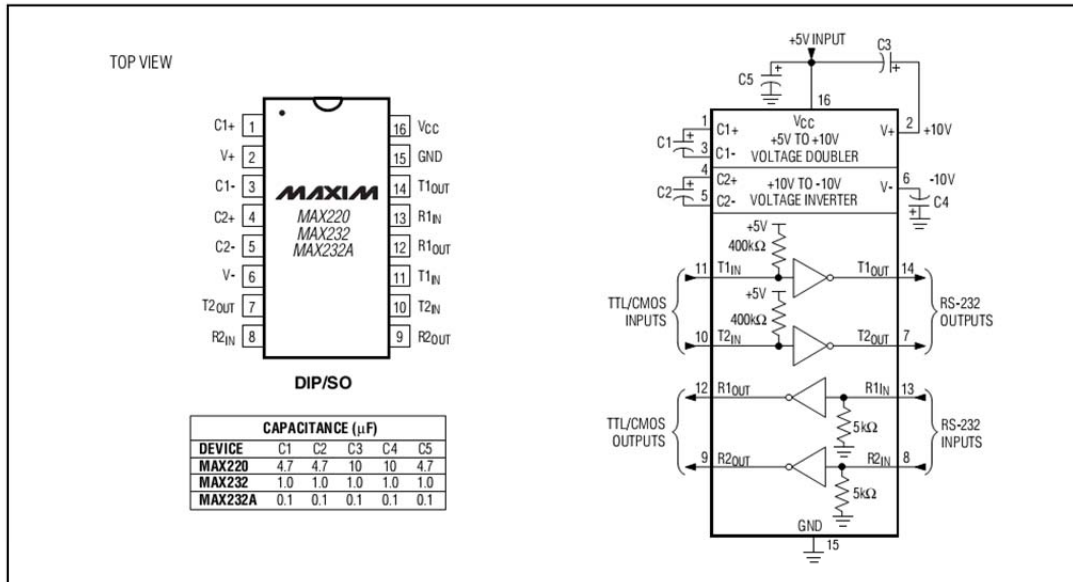 TOP VIEW
C1+ 1
V+ 2
C1- 3
C2+ 4
C2- 5
V- 6
T2OUT 7
R2IN 8
16 VCC
15 GND
14 T1OUT
13 R1IN
12 R1OUT
11 T1IN
10 T2IN
9 R2OUT
MAXIM
MAX220
MAX232
MAX232A
DIP/SO
CAPACITANCE (µF)
DEVICE C1 C2 C3 C4 C5
MAX220 4.7 4.7 10 10 4.7
MAX232 1.0 1.0 1.0 1.0 1.0
MAX232A 0.1 0.1 0.1 0.1 0.1
+5V INPUT
C3
+
C5
+
16
1
C1
+
3
C1+
C1-
VCC
+5V TO +10V
VOLTAGE DOUBLER
V+
2
+10V
4
C2
+
5
C2+
C2-
+10V TO -10V
VOLTAGE INVERTER
V-
6
-10V
C4
+
+5V
400kΩ
11 T1IN
T1OUT 14
+5V
400kΩ
TTL/CMOS
INPUTS
RS-232
OUTPUTS
10 T2IN
T2OUT 7
12 R1OUT
R1IN 13
5kΩ
TTL/CMOS
OUTPUTS
RS-232
INPUTS
9 R2OUT
R2IN 8
5kΩ
GND
15